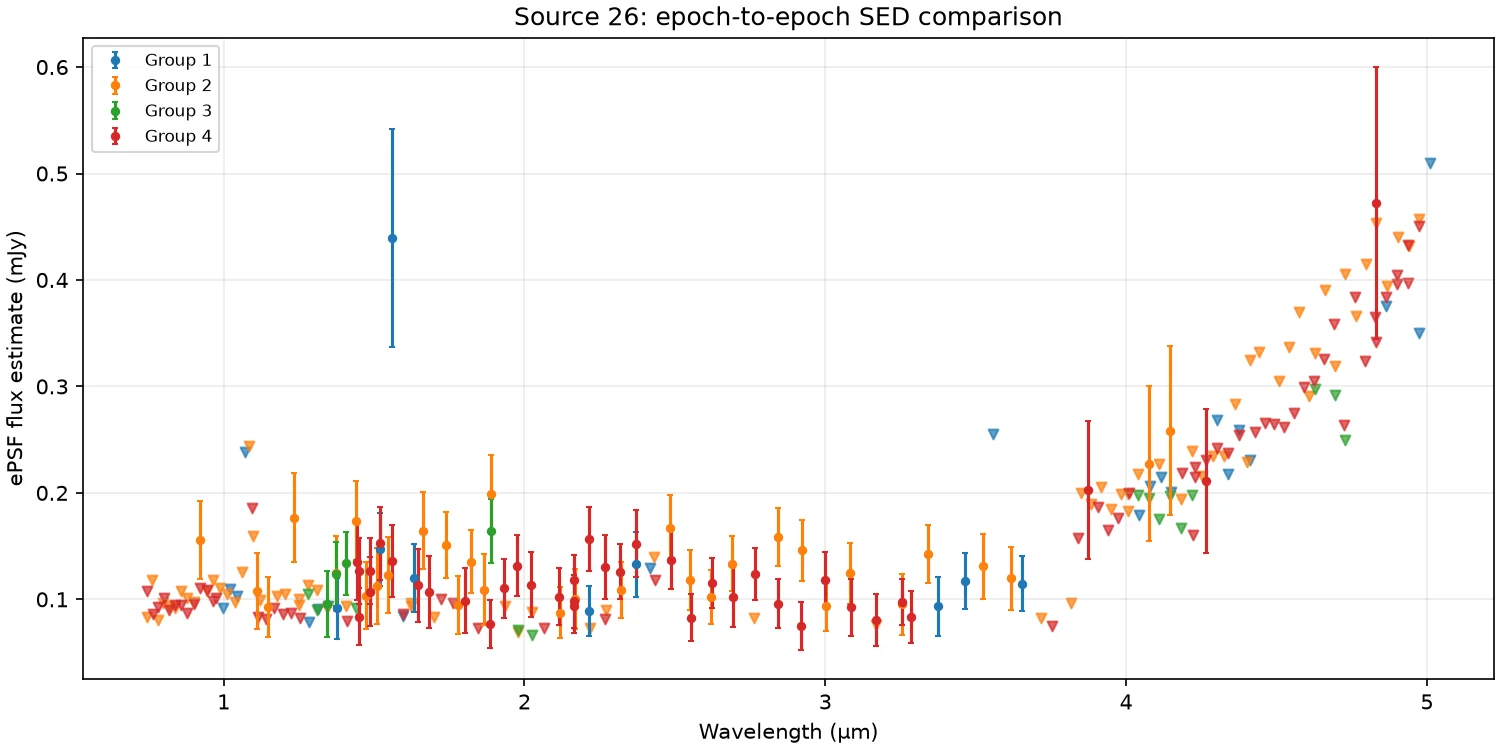 Source 26: epoch-to-epoch SED comparison
Group 1
Group 2
Group 3
Group 4
ePSF flux estimate (mJy)
0.6
0.5
0.4
0.3
0.2
0.1
1 2 3 4 5
Wavelength (μm)